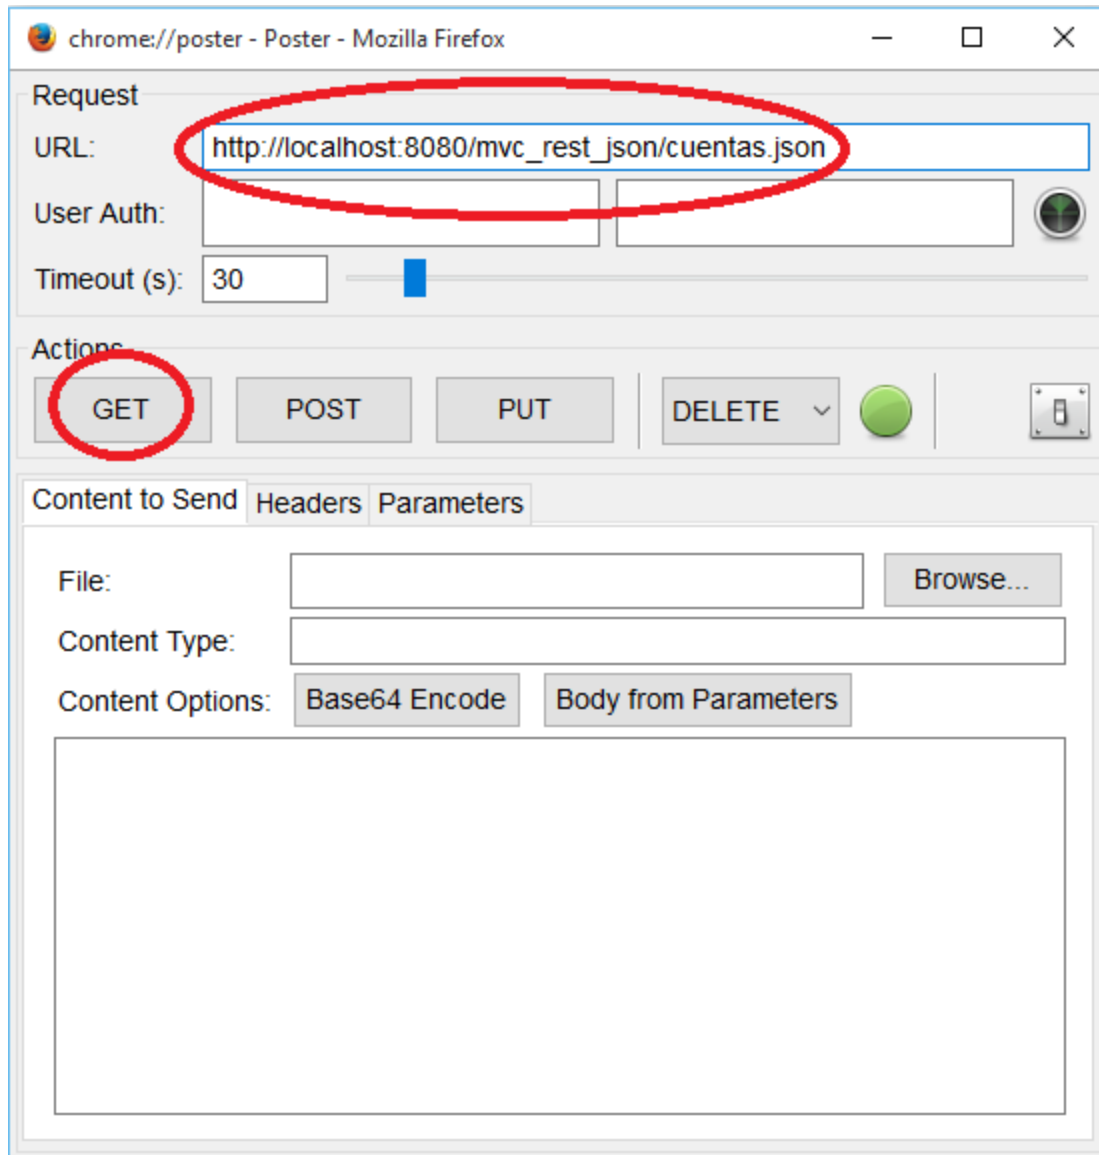 chrome://poster - Poster - Mozilla Firefox
Request
URL: http://localhost:8080/mvc_rest_json/cuentas.json
User Auth:
Timeout (s): 30
Actions
GET POST PUT DELETE
Content to Send Headers Parameters
File: Browse...
Content Type:
Content Options: Base64 Encode Body from Parameters